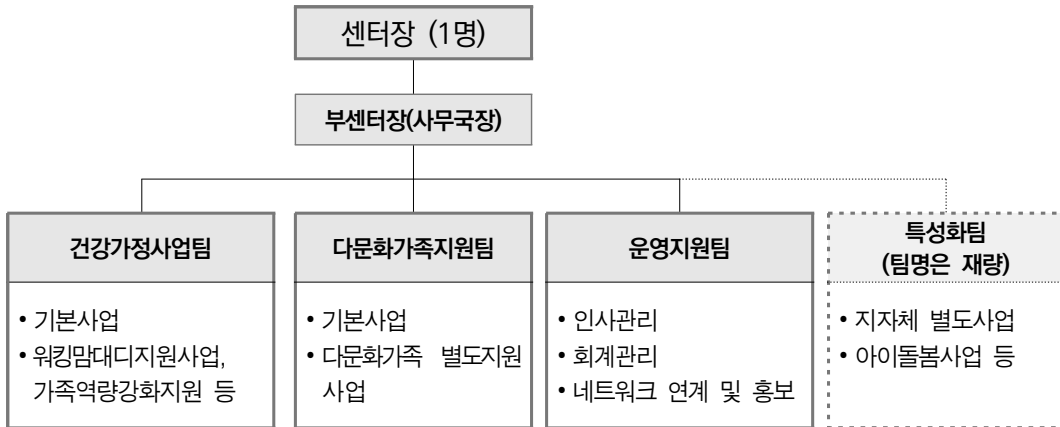 센터장 (1명)
부센터장(사무국장)
건강가정사업팀
• 기본사업
• 워킹맘대디지원사업,
가족역량강화지원 등
다문화가족지원팀
• 기본사업
• 다문화가족 별도지원
사업
운영지원팀
• 인사관리
• 회계관리
• 네트워크 연계 및 홍보
특성화팀
(팀명은 재량)
• 지자체 별도사업
• 아이돌봄사업 등